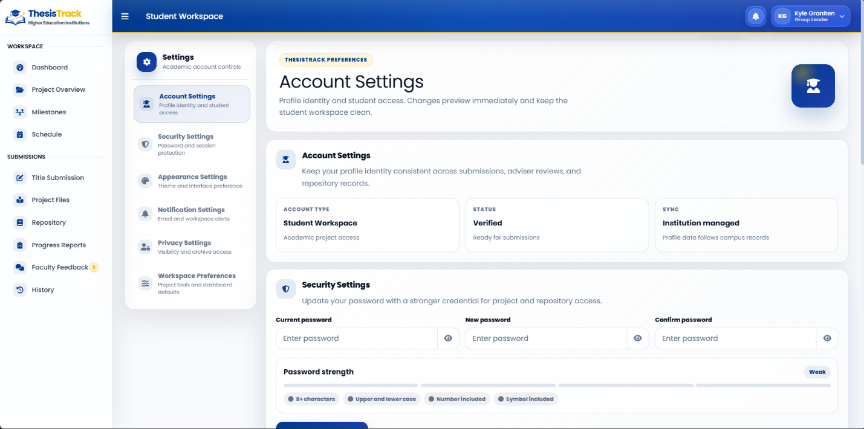 ThesisTrack
Higher Education Institutions
Student Workspace
KG
Kyle Graniten
Group Leader
WORKSPACE
Dashboard
Project Overview
Milestones
Schedule
SUBMISSIONS
Title Submission
Project Files
Repository
Progress Reports
Faculty Feedback
History
Settings
Academic account controls
Account Settings
Profile identity and student
access
Security Settings
Password and session
protection
Appearance Settings
Theme and interface preference
Notification Settings
Email and workspace alerts
Privacy Settings
Visibility and archive access
Workspace Preferences
Project tools and dashboard
defaults
THESISTRACK PREFERENCES
Account Settings
Profile identity and student access. Changes preview immediately and keep the
student workspace clean.
Account Settings
Keep your profile identity consistent across submissions, adviser reviews, and
repository records.
ACCOUNT TYPE
Student Workspace
Academic project access
STATUS
Verified
Ready for submissions
SYNC
Institution managed
Profile data follows campus records
Security Settings
Update your password with a stronger credential for project and repository access.
Current password
Enter password
New password
Enter password
Confirm password
Enter password
Password strength
Weak
8+ characters
Upper and lower case
Number included
Symbol included